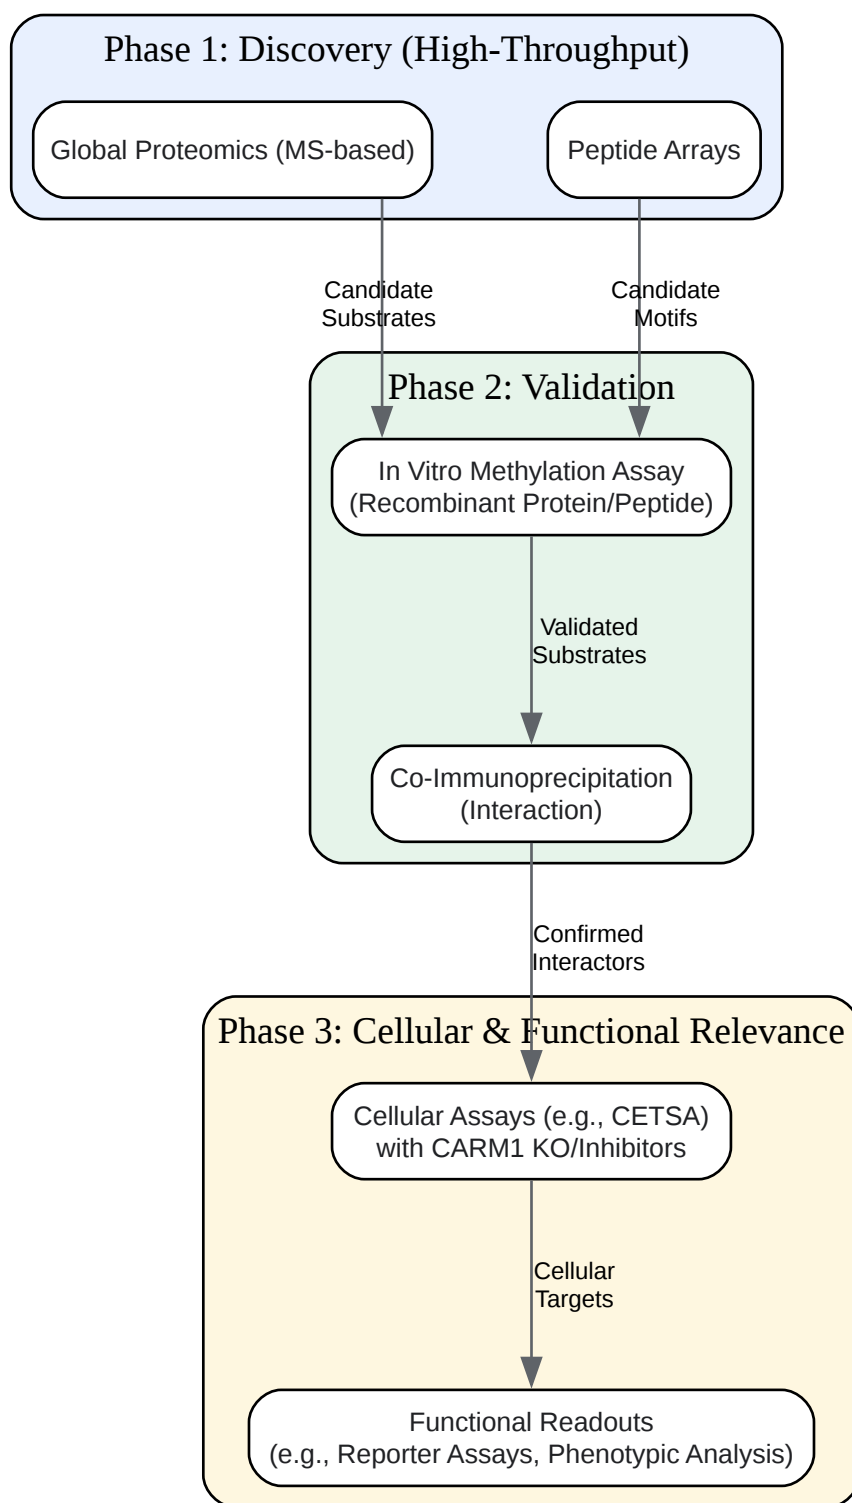 Phase 1: Discovery (High-Throughput)
Global Proteomics (MS-based)
Peptide Arrays
Candidate
Substrates
Candidate
Motifs
Phase 2: Validation
In Vitro Methylation Assay
(Recombinant Protein/Peptide)
Validated
Substrates
Co-Immunoprecipitation
(Interaction)
Confirmed
Interactors
Phase 3: Cellular & Functional Relevance
Cellular Assays (e.g., CETSA)
with CARM1 KO/Inhibitors
Cellular
Targets
Functional Readouts
(e.g., Reporter Assays, Phenotypic Analysis)